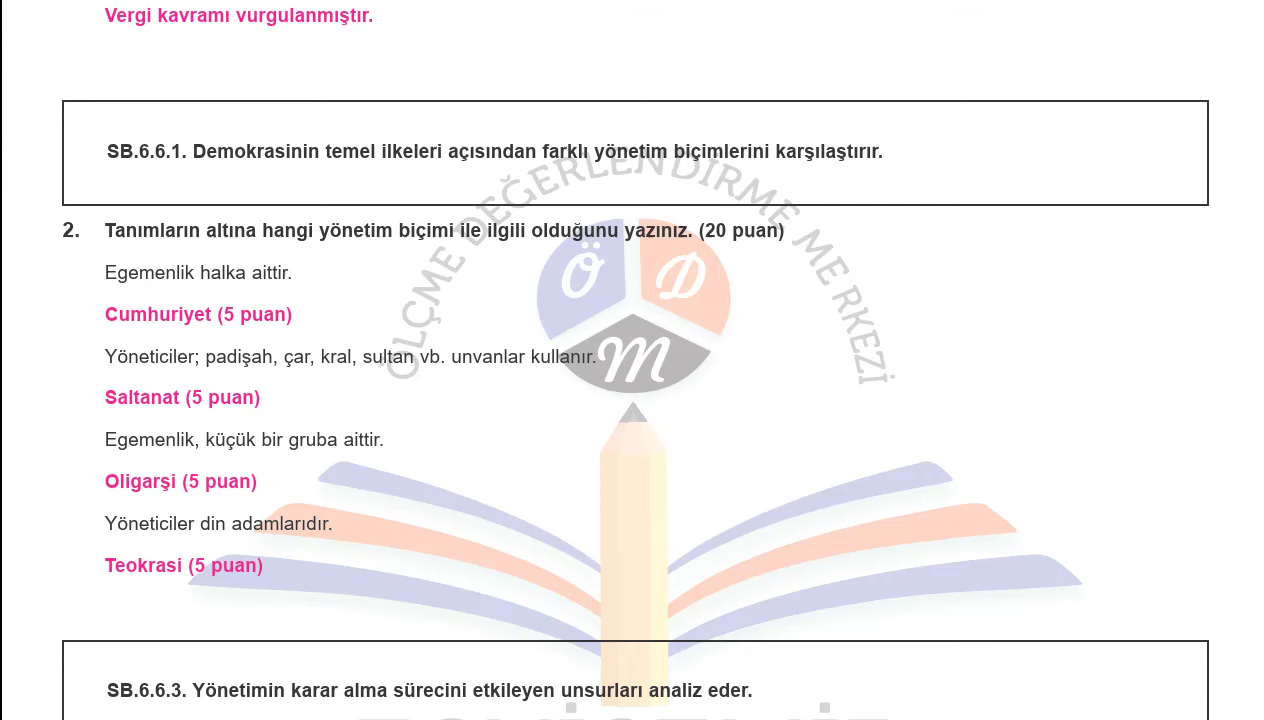 Vergi kavramı vurgulanmıştır.
SB.6.6.1. Demokrasinin temel ilkeleri açısından farklı yönetim biçimlerini karşılaştırır.
2. Tanımların altına hangi yönetim biçimi ile ilgili olduğunu yazınız. (20 puan)
ÖLÇME DEĞERLENDİRME MERKEZİ
Ö D M
Egemenlik halka aittir.
Cumhuriyet (5 puan)
Yöneticiler; padişah, çar, kral, sultan vb. unvanlar kullanır.
Saltanat (5 puan)
Egemenlik, küçük bir gruba aittir.
Oligarşi (5 puan)
Yöneticiler din adamlarıdır.
Teokrasi (5 puan)
SB.6.6.3. Yönetimin karar alma sürecini etkileyen unsurları analiz eder.